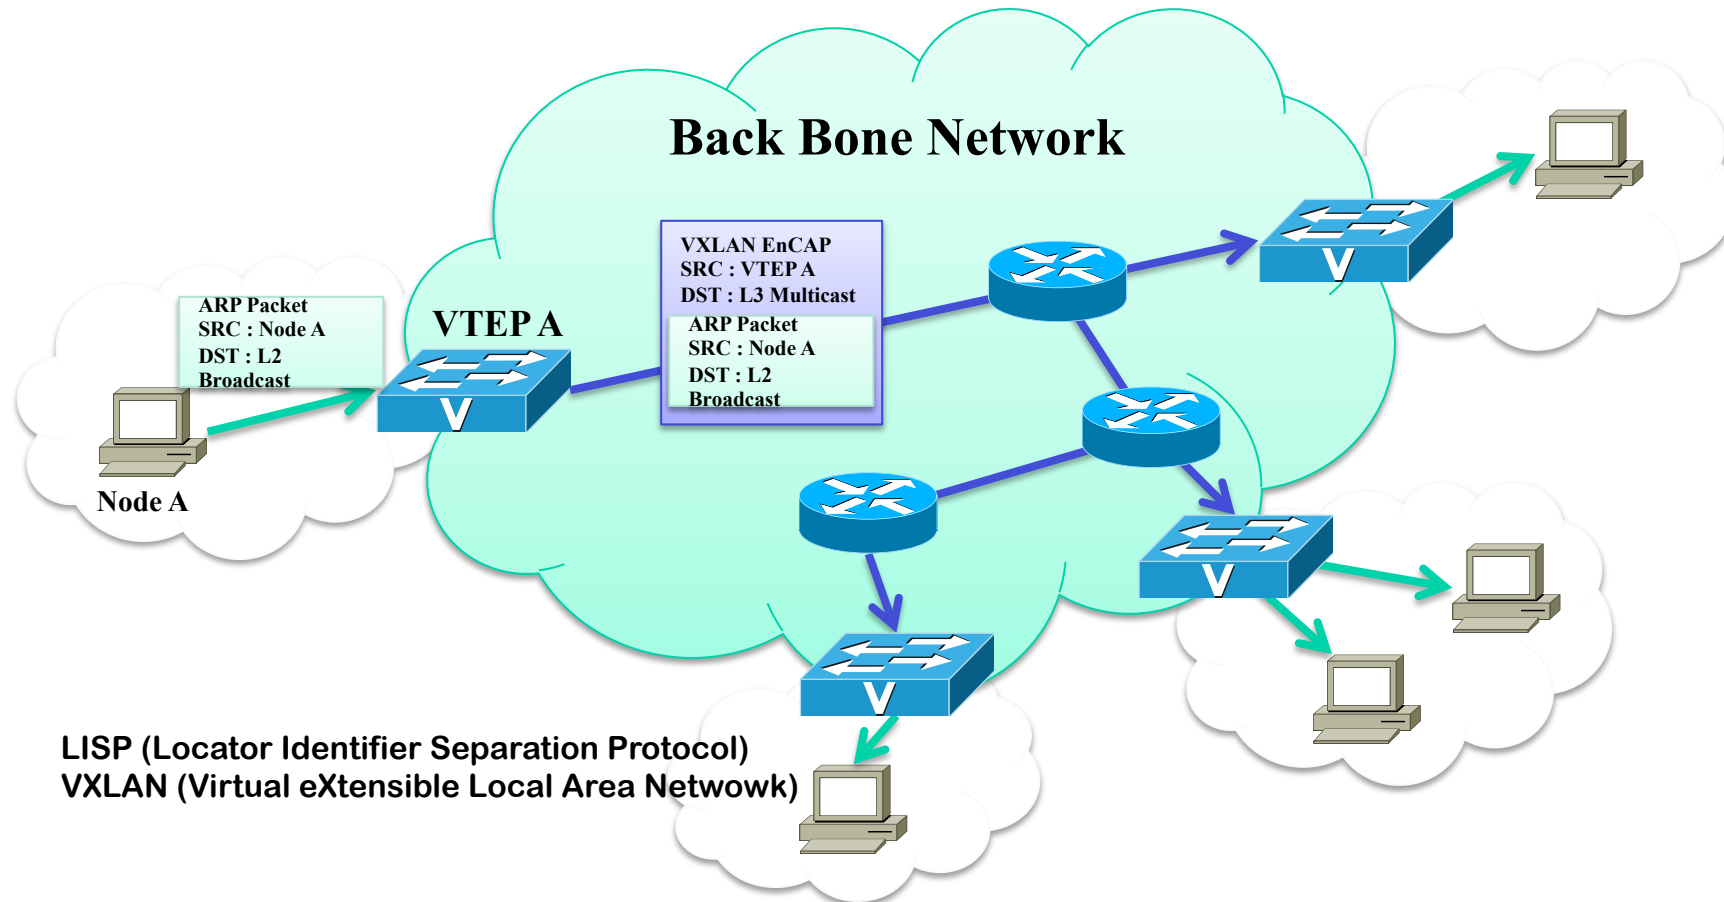 Back Bone Network
VXLAN EnCAP
SRC : VTEP A
DST : L3 Multicast
ARP Packet
SRC : Node A
DST : L2
Broadcast
ARP Packet
SRC : Node A
DST : L2
Broadcast
VTEP A
Node A
V
V
V
V
LISP (Locator Identifier Separation Protocol)
VXLAN (Virtual eXtensible Local Area Netwowk)